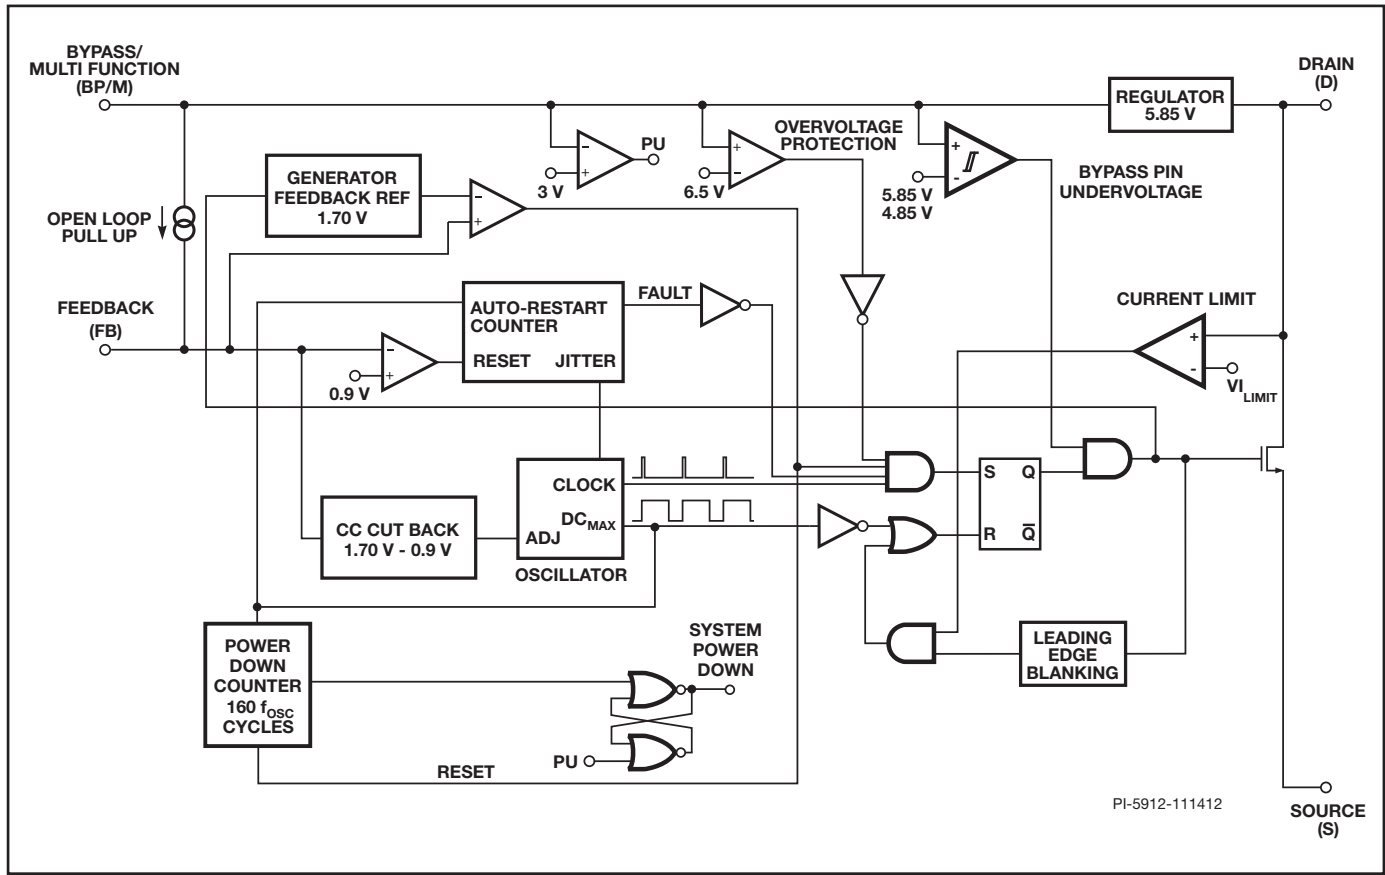 BYPASS/
MULTI FUNCTION
(BP/M)
DRAIN
(D)
REGULATOR
5.85 V
OVERVOLTAGE
PROTECTION
PU
-
+
3 V
+
-
6.5 V
+
-
5.85 V
4.85 V
BYPASS PIN
UNDERVOLTAGE
GENERATOR
FEEDBACK REF
1.70 V
-
+
OPEN LOOP
PULL UP
FEEDBACK
(FB)
AUTO-RESTART
COUNTER
RESET JITTER
FAULT
CURRENT LIMIT
+
-
VI LIMIT
-
+
0.9 V
CLOCK
DCMAX
ADJ
OSCILLATOR
CC CUT BACK
1.70 V - 0.9 V
S Q
R Q̅
POWER
DOWN
COUNTER
160 fOSC
CYCLES
SYSTEM
POWER
DOWN
LEADING
EDGE
BLANKING
PU
RESET
PI-5912-111412
SOURCE
(S)